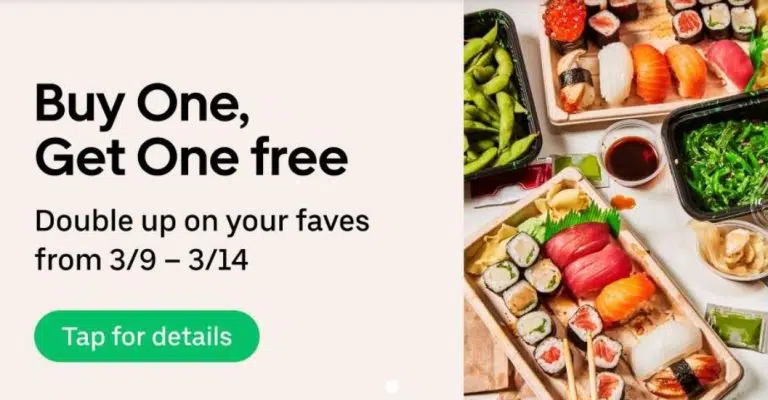 Buy One,
Get One free
Double up on your faves
from 3/9 – 3/14
Tap for details